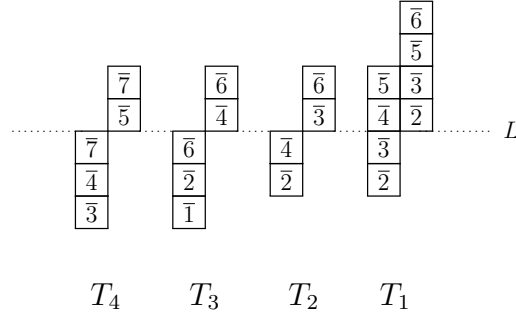 6̅
5̅
7̅ 6̅ 6̅ 5̅ 3̅
5̅ 4̅ 3̅ 4̅ 2̅
L
7̅ 6̅ 4̅ 3̅
4̅ 2̅ 2̅ 2̅
3̅ 1̅
T₄ T₃ T₂ T₁